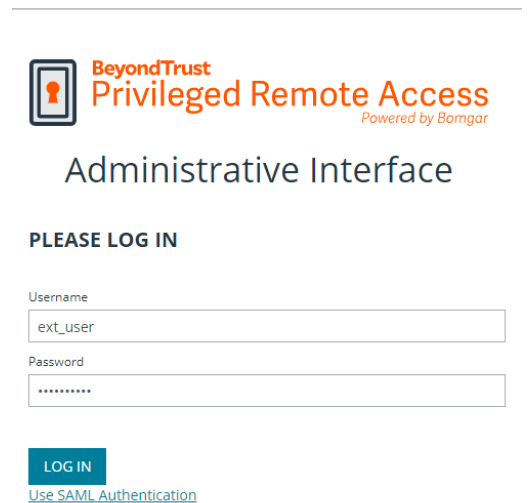 BeyondTrust
Privileged Remote Access
Powered by Bomgar
Administrative Interface
PLEASE LOG IN
Username
ext_user
Password
••••••••••
LOG IN
Use SAML Authentication